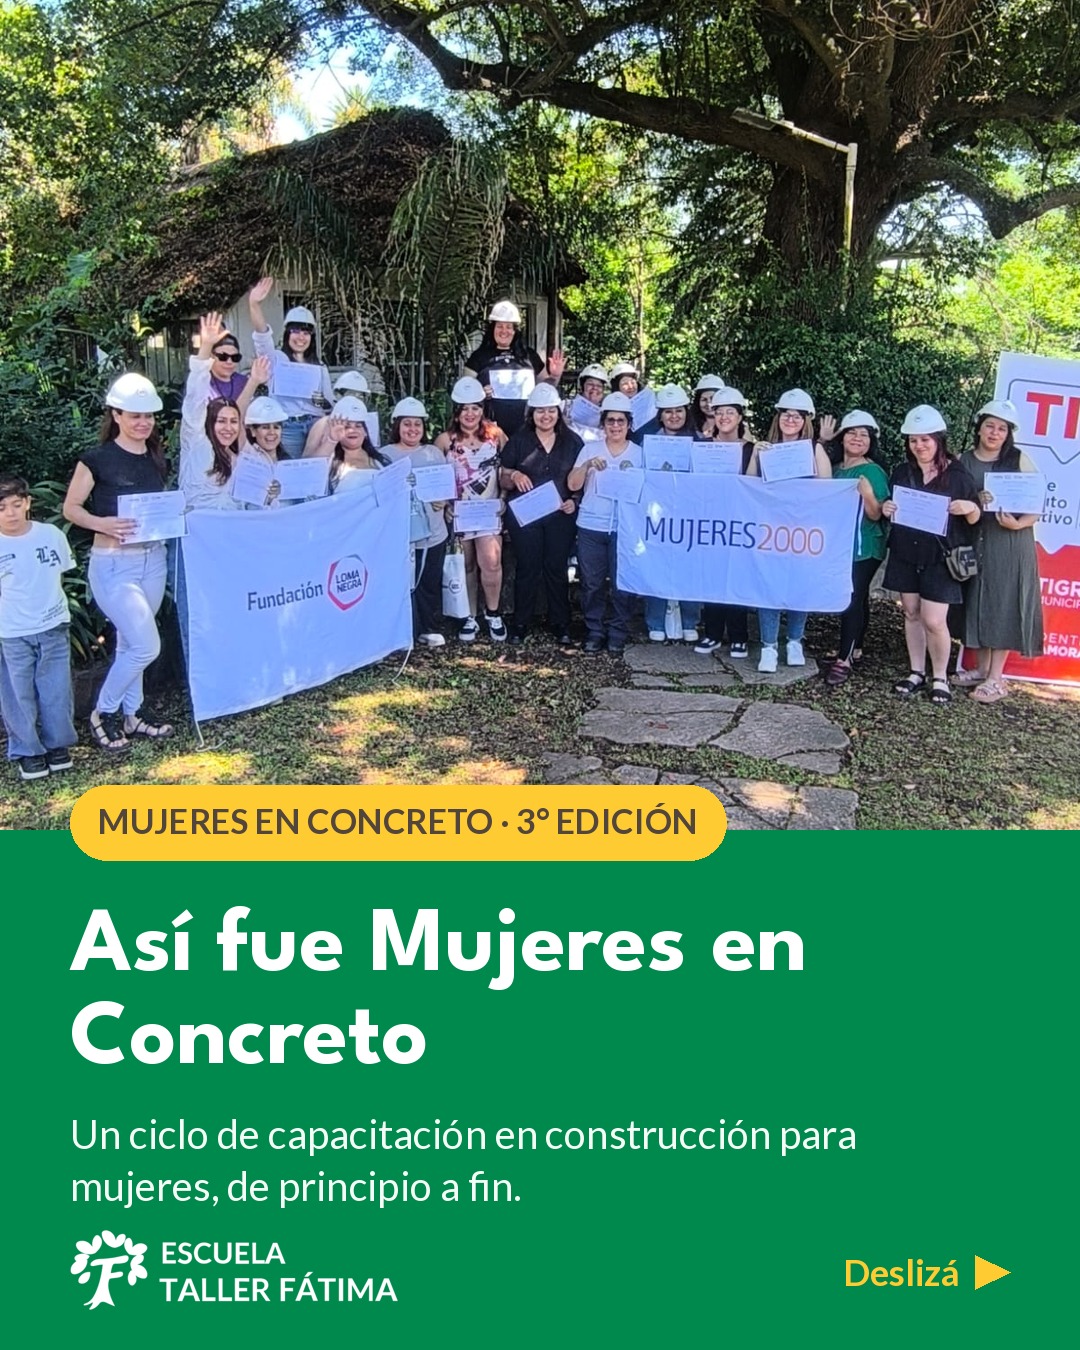 TI
Fundación
LOMA
NEGRA
MUJERES2000
MUJERES EN CONCRETO · 3° EDICIÓN
Así fue Mujeres en
Concreto
Un ciclo de capacitación en construcción para
mujeres, de principio a fin.
ESCUELA
TALLER FÁTIMA
Deslizá